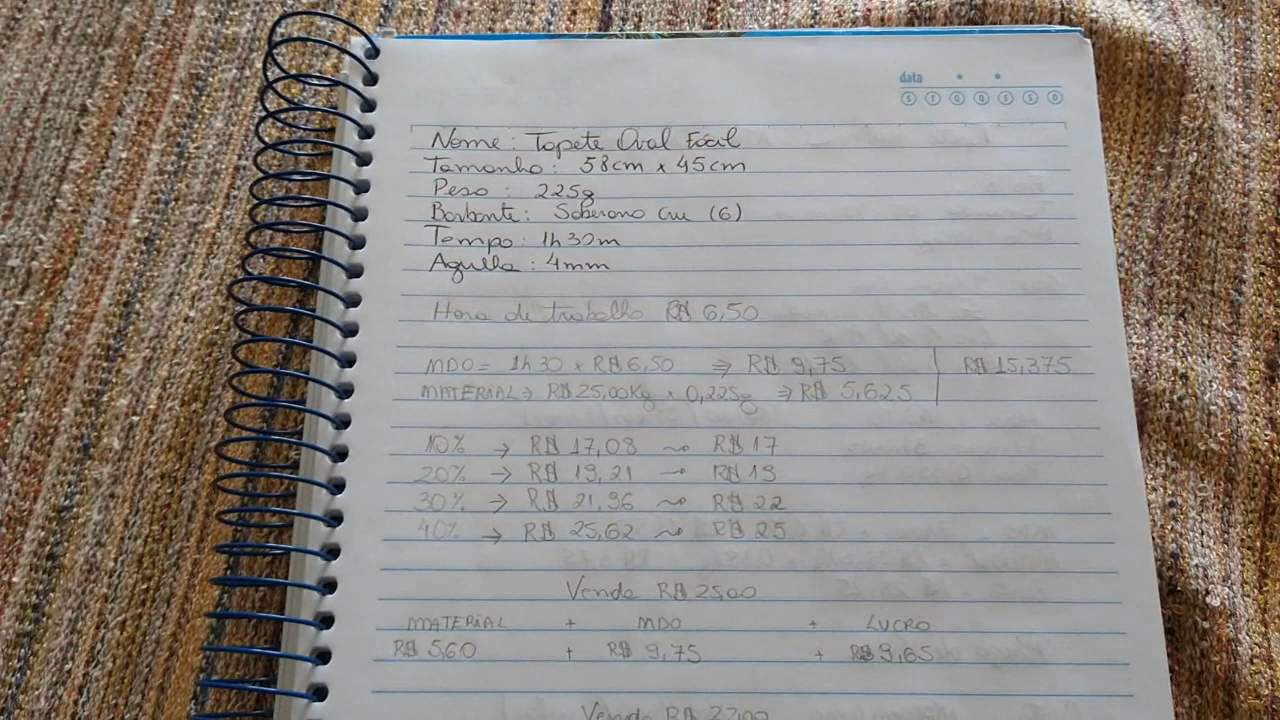 data
S T Q Q S S D
Nome: Tapete Oval Fácil
Tamanho: 58cm x 45cm
Peso: 225g
Barbante: Soberano Cru (6)
Tempo: 1h30m
Agulha: 4mm
Hora de trabalho R$ 6,50
MDO = 1h30 x R$ 6,50 ⇒ R$ 9,75 | R$ 15,375
MATERIAL → R$ 25,00Kg x 0,225g ⇒ R$ 5,625
10% → R$ 17,08 ~ R$ 17
20% → R$ 19,21 ~ R$ 19
30% → R$ 21,96 ~ R$ 22
40% → R$ 25,62 ~ R$ 25
Venda R$ 25,00
MATERIAL + MDO + LUCRO
R$ 5,60 + R$ 9,75 + R$ 9,65
Venda R$ 22,00